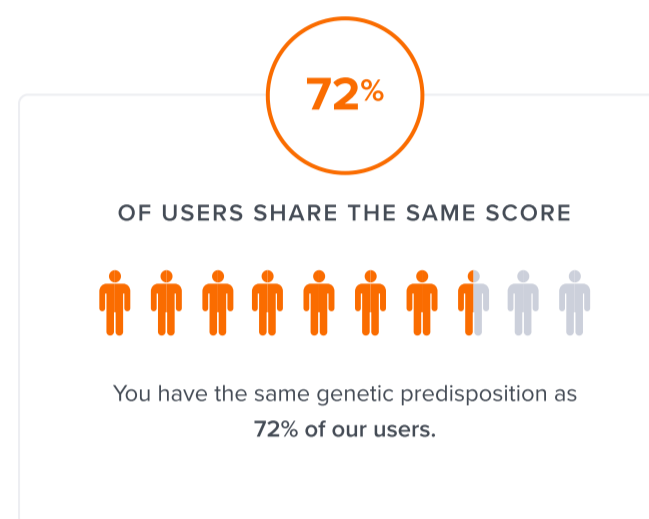 72%
OF USERS SHARE THE SAME SCORE
You have the same genetic predisposition as
72% of our users.